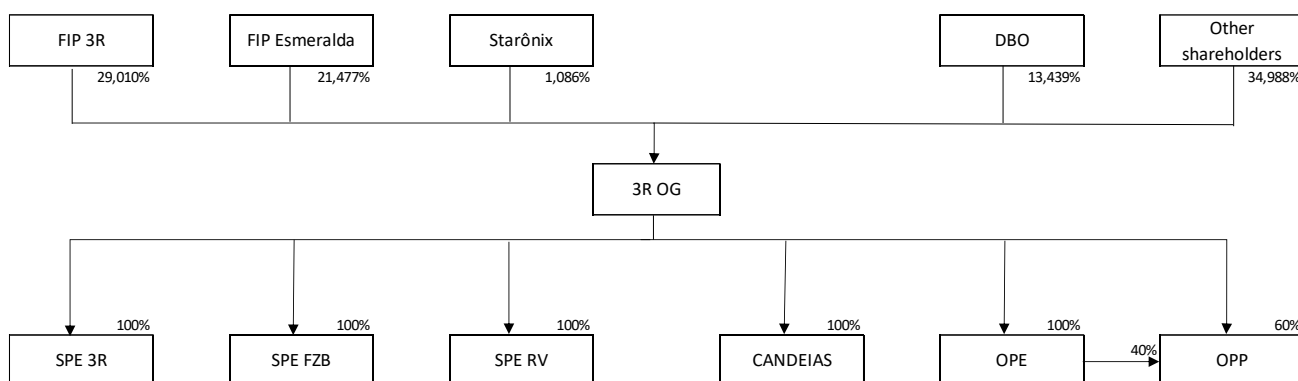 FIP 3R
FIP Esmeralda
Starônix
DBO
Other
shareholders
29,010%
21,477%
1,086%
13,439%
34,988%
3R OG
100%
100%
100%
100%
100%
60%
SPE 3R
SPE FZB
SPE RV
CANDEIAS
OPE
40%
OPP